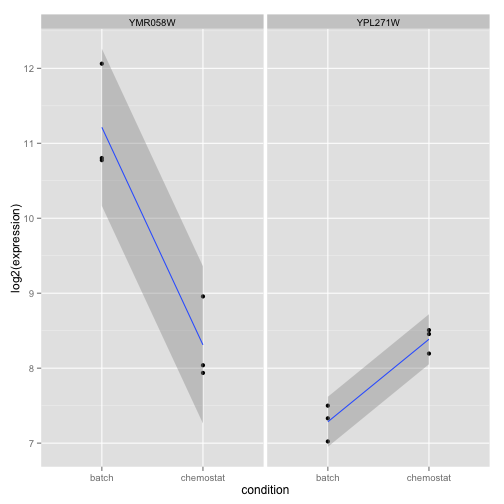 YMR058W YPL271W
log2(expression)
12
11
10
9
8
7
batch chemostat batch chemostat
condition